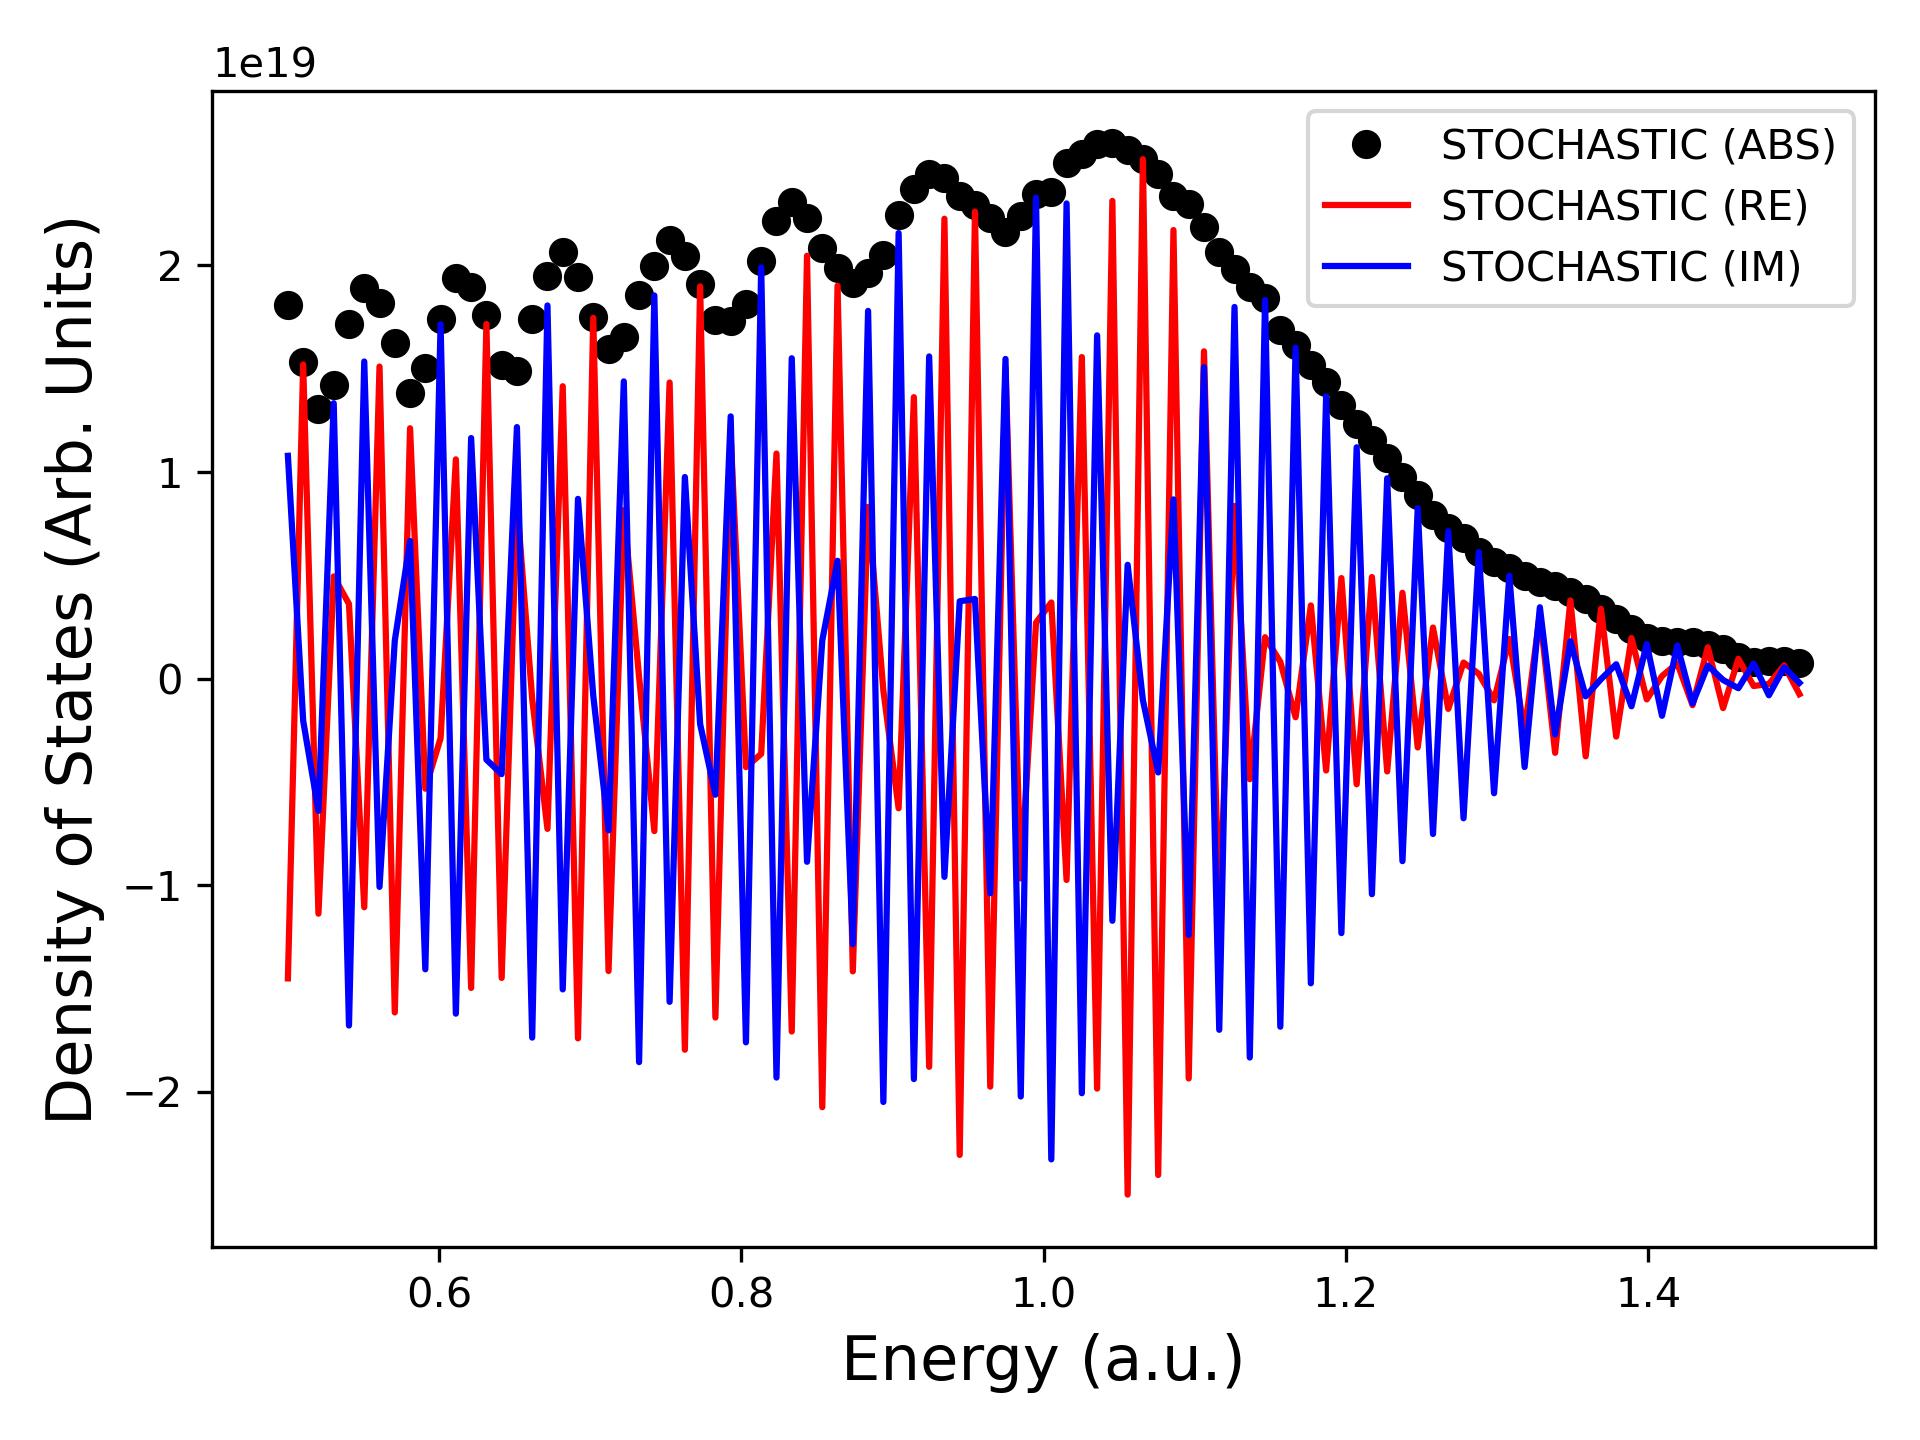 1e19
STOCHASTIC (ABS)
STOCHASTIC (RE)
STOCHASTIC (IM)
Density of States (Arb. Units)
2
1
0
−1
−2
0.6 0.8 1.0 1.2 1.4
Energy (a.u.)